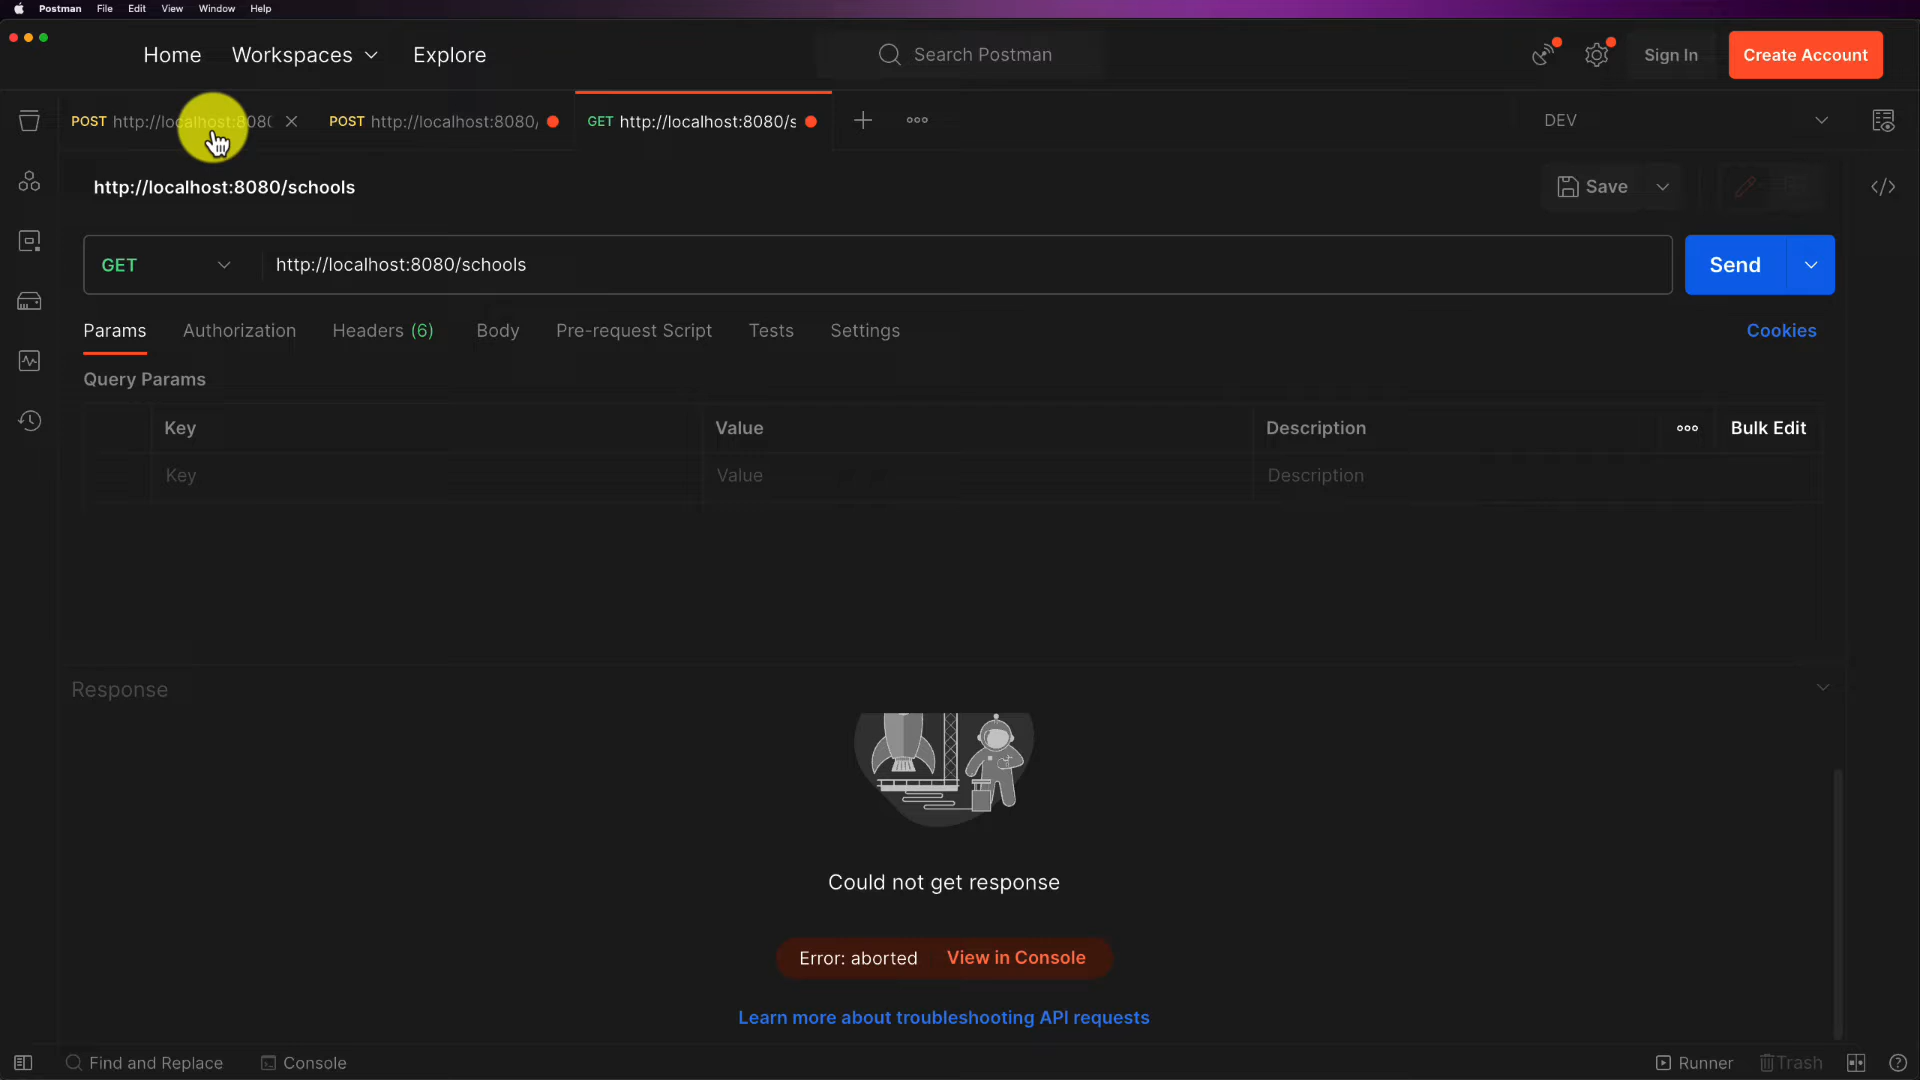 Postman File Edit View Window Help
Home Workspaces Explore Search Postman Sign In Create Account
POST http://localhost:8080 POST http://localhost:8080/ GET http://localhost:8080/s DEV
http://localhost:8080/schools Save
GET http://localhost:8080/schools Send
Params Authorization Headers (6) Body Pre-request Script Tests Settings Cookies
Query Params
Key Value Description Bulk Edit
Key Value Description
Response
Could not get response
Error: aborted View in Console
Learn more about troubleshooting API requests
Find and Replace Console Runner Trash